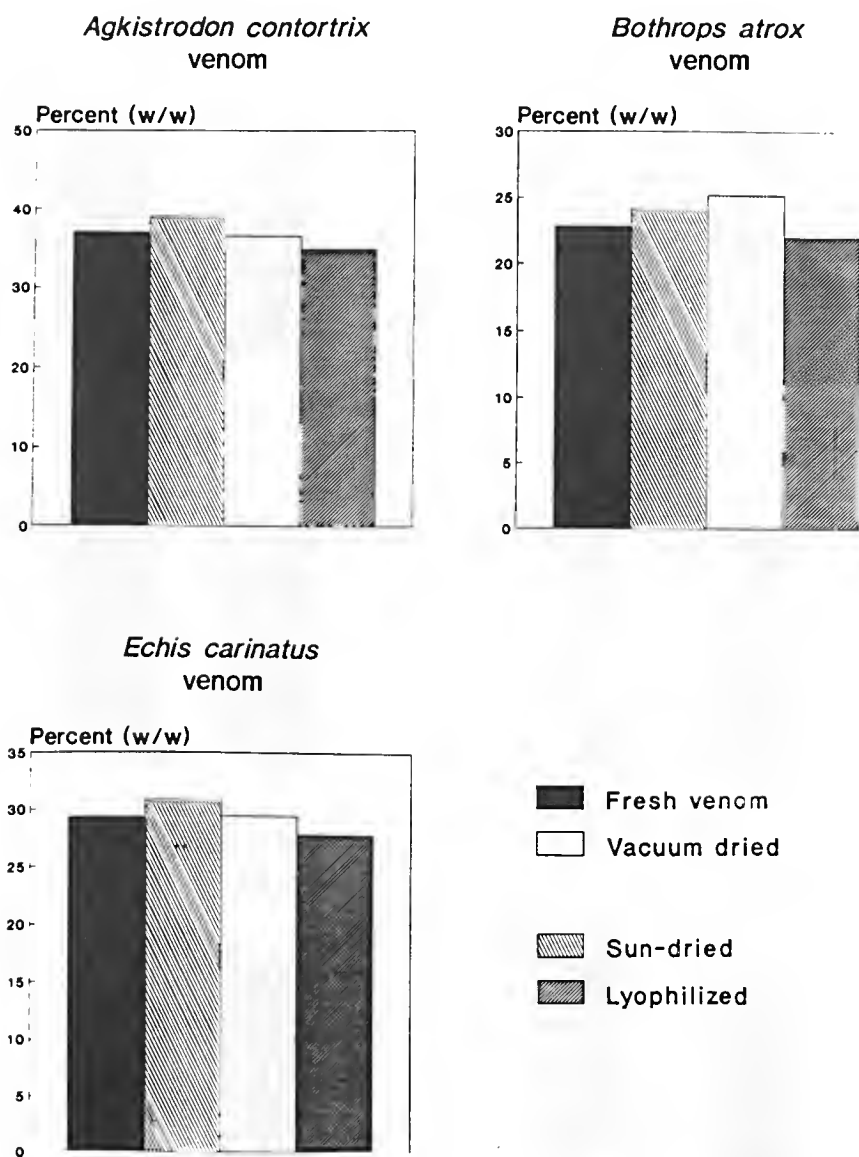 Agkistrodon contortrix
venom
Percent (w/w)
50
40
30
20
10
0
Bothrops atrox
venom
Percent (w/w)
30
25
20
15
10
5
0
Echis carinatus
venom
Percent (w/w)
35
30
25
20
15
10
5
0
Fresh venom
Vacuum dried
Sun-dried
Lyophilized